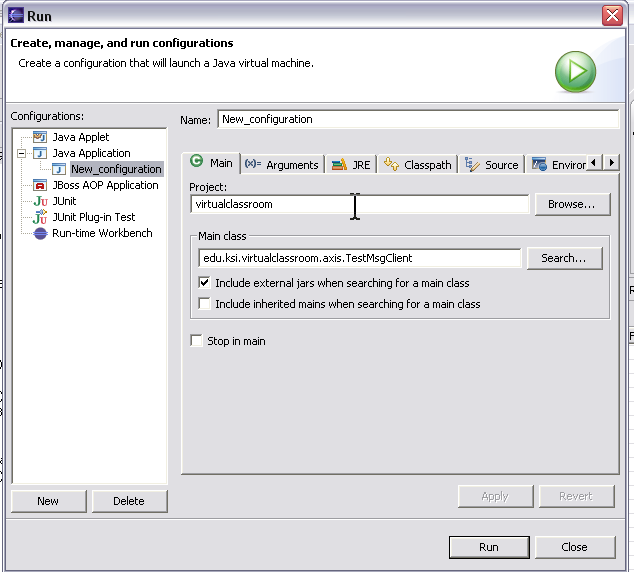 Run
Create, manage, and run configurations
Create a configuration that will launch a Java virtual machine.
Configurations:
Java Applet
Java Application
New_configuration
JBoss AOP Application
JUnit
JUnit Plug-in Test
Run-time Workbench
New
Delete
Name: New_configuration
Main
(x)= Arguments
JRE
Classpath
Source
Environ
Project:
virtualclassroom
Browse...
Main class
edu.ksi.virtualclassroom.axis.TestMsgClient
Search...
Include external jars when searching for a main class
Include inherited mains when searching for a main class
Stop in main
Apply
Revert
Run
Close